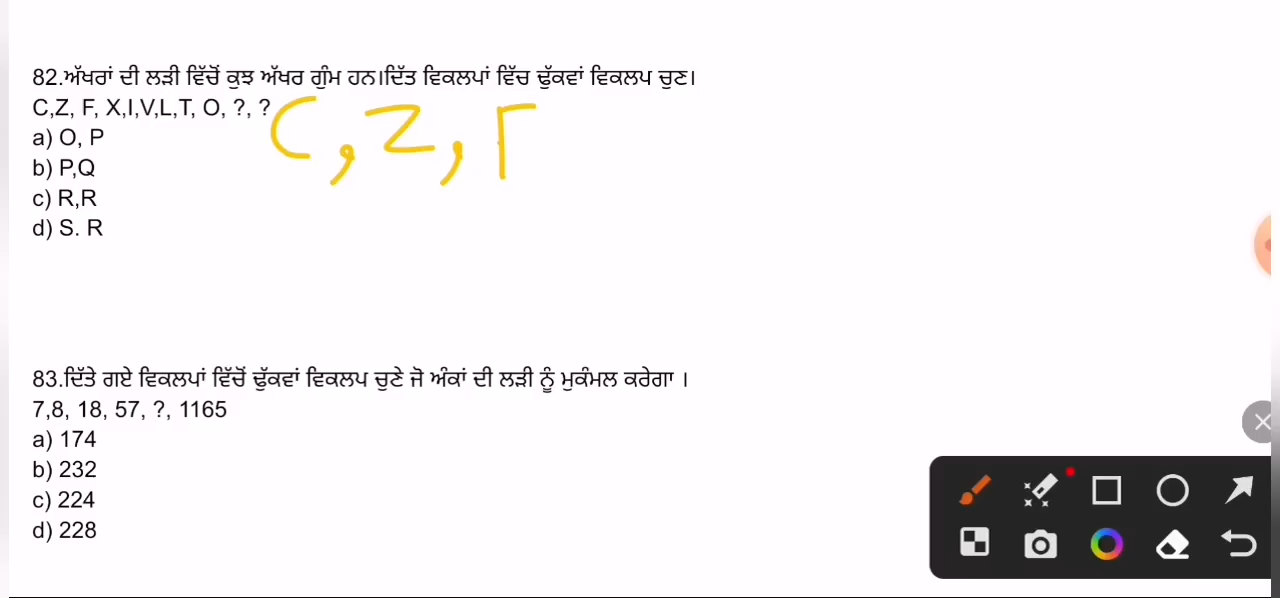 82.ਅੱਖਰਾਂ ਦੀ ਲੜੀ ਵਿੱਚੋਂ ਕੁਝ ਅੱਖਰ ਗੁੰਮ ਹਨ।ਦਿੱਤ ਵਿਕਲਪਾਂ ਵਿੱਚ ਢੁੱਕਵਾਂ ਵਿਕਲਪ ਚੁਣ।
C,Z, F, X,I,V,L,T, O, ?, ?
C, Z, F
a) O, P
b) P,Q
c) R,R
d) S. R
83.ਦਿੱਤੇ ਗਏ ਵਿਕਲਪਾਂ ਵਿੱਚੋਂ ਢੁੱਕਵਾਂ ਵਿਕਲਪ ਚੁਣੇ ਜੋ ਅੰਕਾਂ ਦੀ ਲੜੀ ਨੂੰ ਮੁਕੰਮਲ ਕਰੇਗਾ ।
7,8, 18, 57, ?, 1165
a) 174
b) 232
c) 224
d) 228